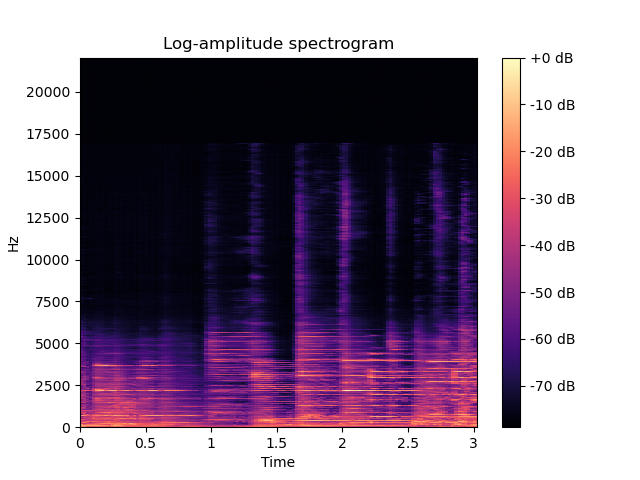 Log-amplitude spectrogram
Hz
20000
17500
15000
12500
10000
7500
5000
2500
0
0 0.5 1 1.5 2 2.5 3
Time
+0 dB
-10 dB
-20 dB
-30 dB
-40 dB
-50 dB
-60 dB
-70 dB